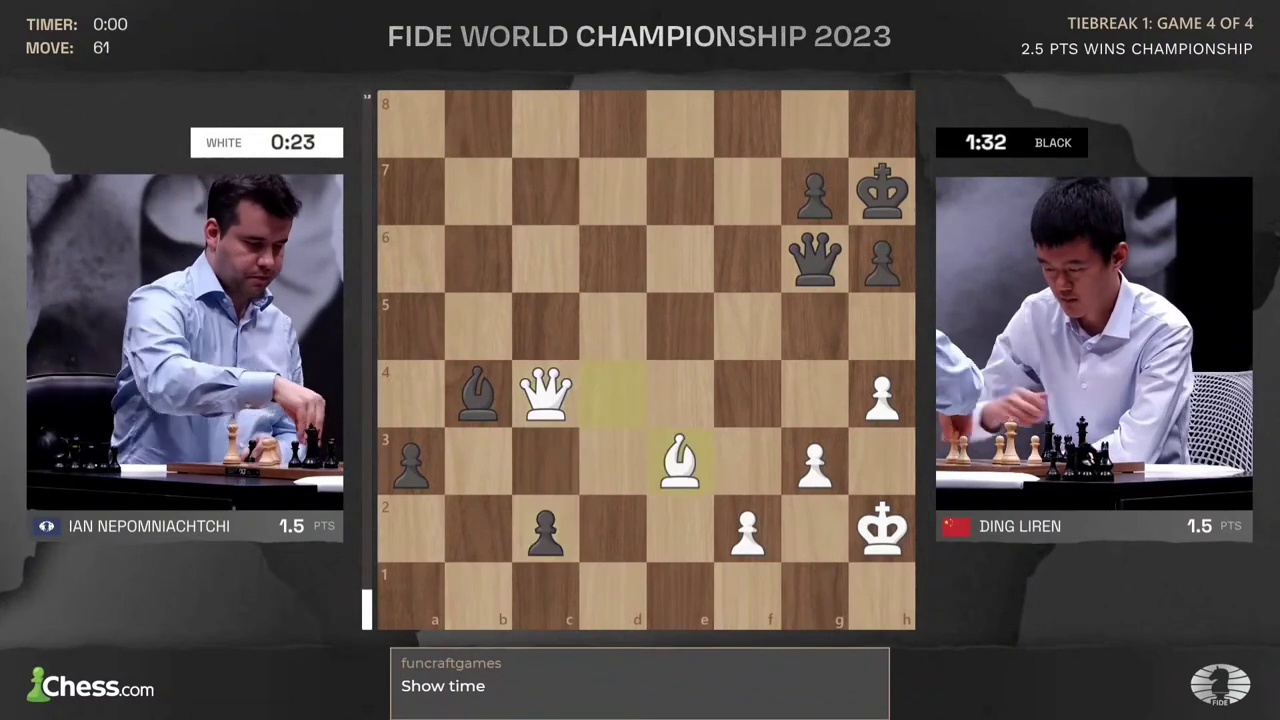 TIMER: 0:00
MOVE: 61
FIDE WORLD CHAMPIONSHIP 2023
TIEBREAK 1: GAME 4 OF 4
2.5 PTS WINS CHAMPIONSHIP
WHITE 0:23
1:32 BLACK
8
7
6
5
4
3
2
1
a b c d e f g h
IAN NEPOMNIACHTCHI 1.5 PTS
DING LIREN 1.5 PTS
funcraftgames
Show time
Chess.com
FIDE